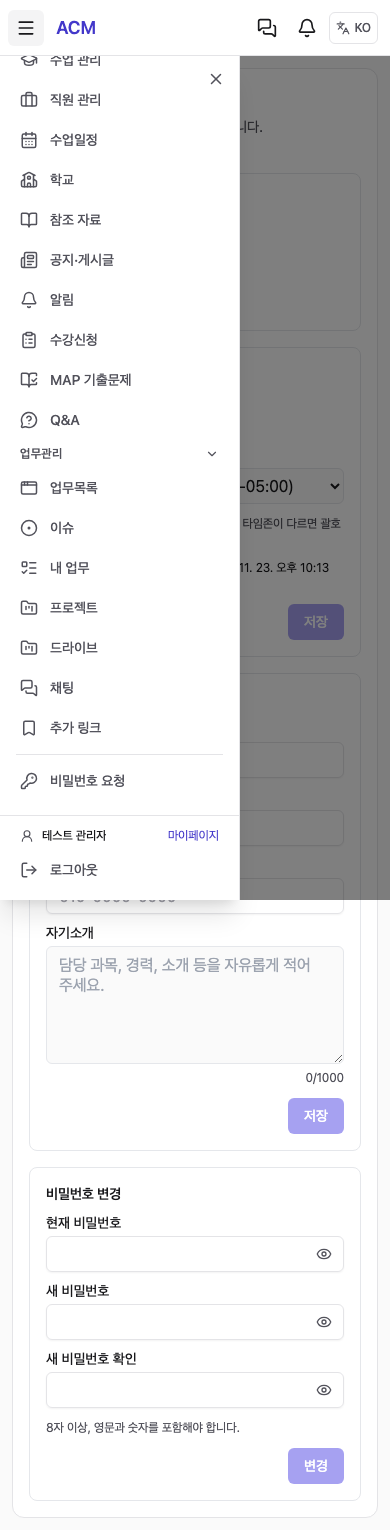 ACM
KO
수업 관리
직원 관리
수업일정
학교
참조 자료
공지·게시글
알림
수강신청
MAP 기출문제
Q&A
업무관리
업무목록
이슈
내 업무
프로젝트
드라이브
채팅
추가 링크
비밀번호 요청
테스트 관리자
마이페이지
로그아웃
니다.
-05:00)
타임존이 다르면 괄호
11. 23. 오후 10:13
저장
자기소개
담당 과목, 경력, 소개 등을 자유롭게 적어
주세요.
0/1000
저장
비밀번호 변경
현재 비밀번호
새 비밀번호
새 비밀번호 확인
8자 이상, 영문과 숫자를 포함해야 합니다.
변경